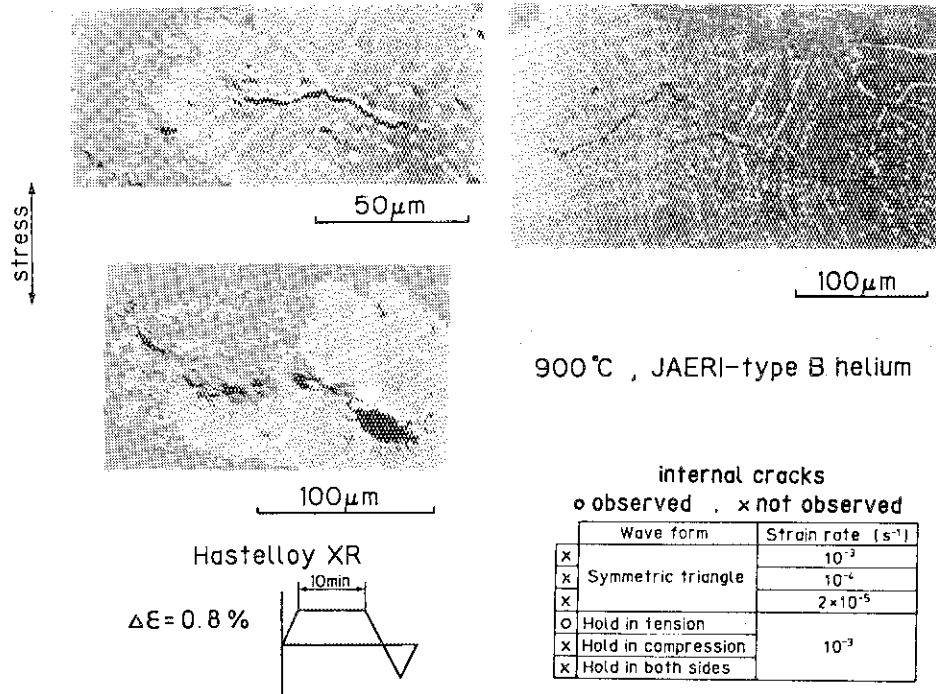 50μm
stress
100μm
100μm
900°C , JAERI-type B helium
internal cracks
o observed , x not observed
Wave form Strain rate (s⁻¹)
x Symmetric triangle 10⁻³
x 10⁻⁴
x 2×10⁻⁵
o Hold in tension 10⁻³
x Hold in compression
x Hold in both sides
Hastelloy XR
10min
Δε=0.8%